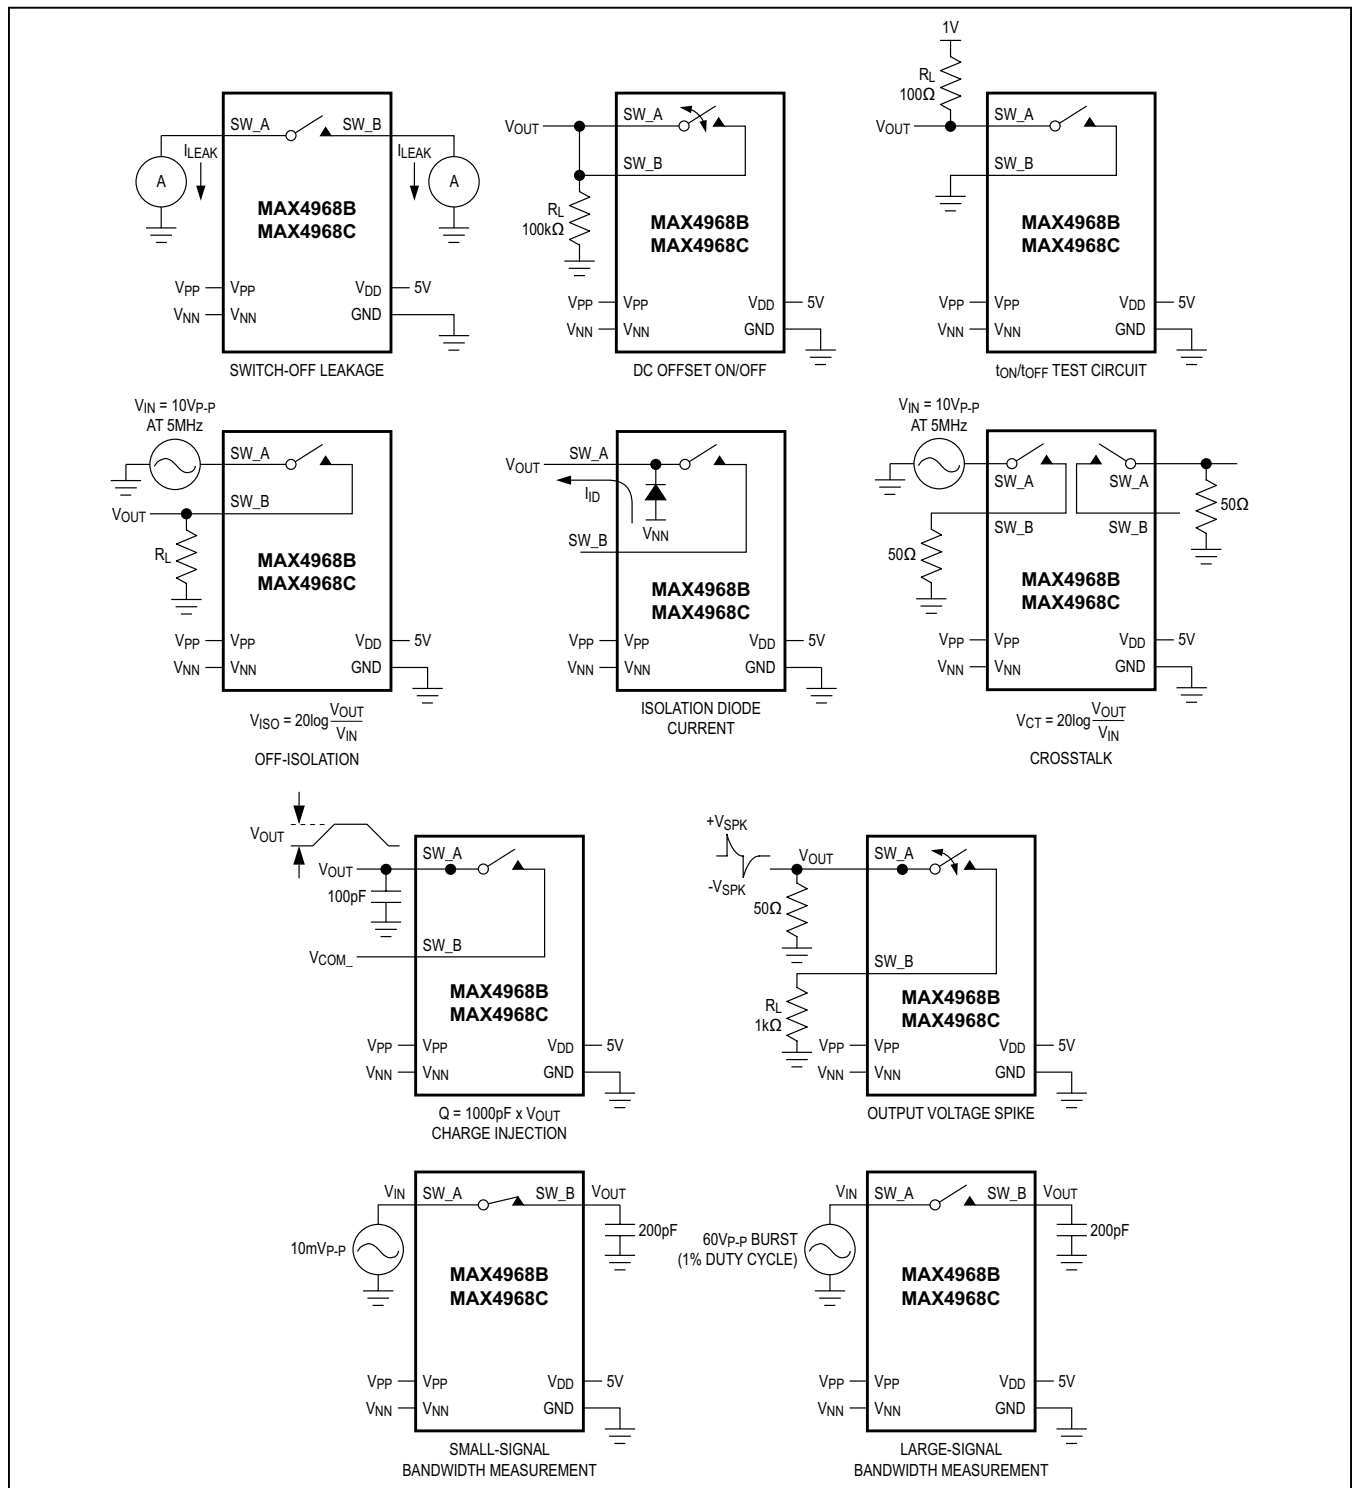 SW_A SW_B
ILEAK ILEAK
A A
MAX4968B
MAX4968C
VPP VPP VDD 5V
VNN VNN GND
SWITCH-OFF LEAKAGE
VOUT SW_A
SW_B
RL
100kΩ
MAX4968B
MAX4968C
VPP VPP VDD 5V
VNN VNN GND
DC OFFSET ON/OFF
1V
RL
100Ω
VOUT SW_A
SW_B
MAX4968B
MAX4968C
VPP VPP VDD 5V
VNN VNN GND
tON/tOFF TEST CIRCUIT
VIN = 10VP-P
AT 5MHz
SW_A
SW_B
VOUT
RL
MAX4968B
MAX4968C
VPP VPP VDD 5V
VNN VNN GND
VISO = 20log VOUT
VIN
OFF-ISOLATION
VOUT SW_A
IID
VNN
SW_B
MAX4968B
MAX4968C
VPP VPP VDD 5V
VNN VNN GND
ISOLATION DIODE
CURRENT
VIN = 10VP-P
AT 5MHz
SW_A SW_A
50Ω
SW_B SW_B
50Ω
MAX4968B
MAX4968C
VPP VPP VDD 5V
VNN VNN GND
VCT = 20log VOUT
VIN
CROSSTALK
VOUT
VOUT SW_A
100pF
VCOM_ SW_B
MAX4968B
MAX4968C
VPP VPP VDD 5V
VNN VNN GND
Q = 1000pF x VOUT
CHARGE INJECTION
+VSPK
VOUT SW_A
-VSPK
50Ω
SW_B
RL
1kΩ
MAX4968B
MAX4968C
VPP VPP VDD 5V
VNN VNN GND
OUTPUT VOLTAGE SPIKE
VIN SW_A SW_B VOUT
10mVP-P 200pF
MAX4968B
MAX4968C
VPP VPP VDD 5V
VNN VNN GND
SMALL-SIGNAL
BANDWIDTH MEASUREMENT
VIN SW_A SW_B VOUT
60VP-P BURST
(1% DUTY CYCLE)
200pF
MAX4968B
MAX4968C
VPP VPP VDD 5V
VNN VNN GND
LARGE-SIGNAL
BANDWIDTH MEASUREMENT